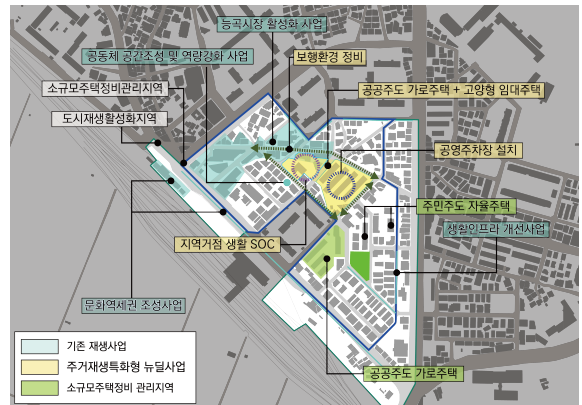 능곡시장 활성화 사업
공동체 공간조성 및 역량강화 사업
보행환경 정비
소규모주택정비관리지역
공공주도 가로주택 + 고양형 임대주택
도시재생활성화지역
공영주차장 설치
주민주도 자율주택
생활인프라 개선사업
지역거점 생활 SOC
문화역세권 조성사업
공공주도 가로주택
기존 재생사업
주거재생특화형 뉴딜사업
소규모주택정비 관리지역